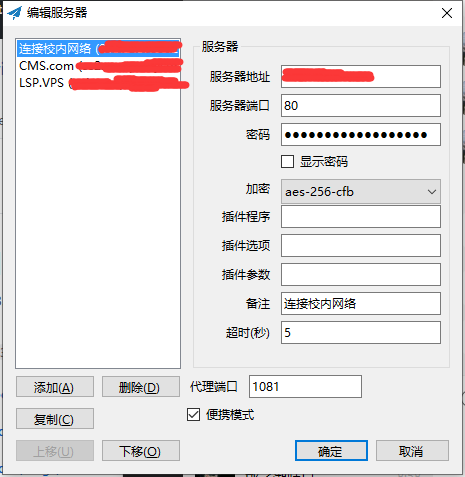 编辑服务器
连接校内网络 (
CMS.com (
LSP.VPS (
服务器
服务器地址
服务器端口 80
密码 ●●●●●●●●●●●●●●●●●●
显示密码
加密 aes-256-cfb
插件程序
插件选项
插件参数
备注 连接校内网络
超时(秒) 5
添加(A) 删除(D) 代理端口 1081
复制(C) 便携模式
上移(U) 下移(O) 确定 取消